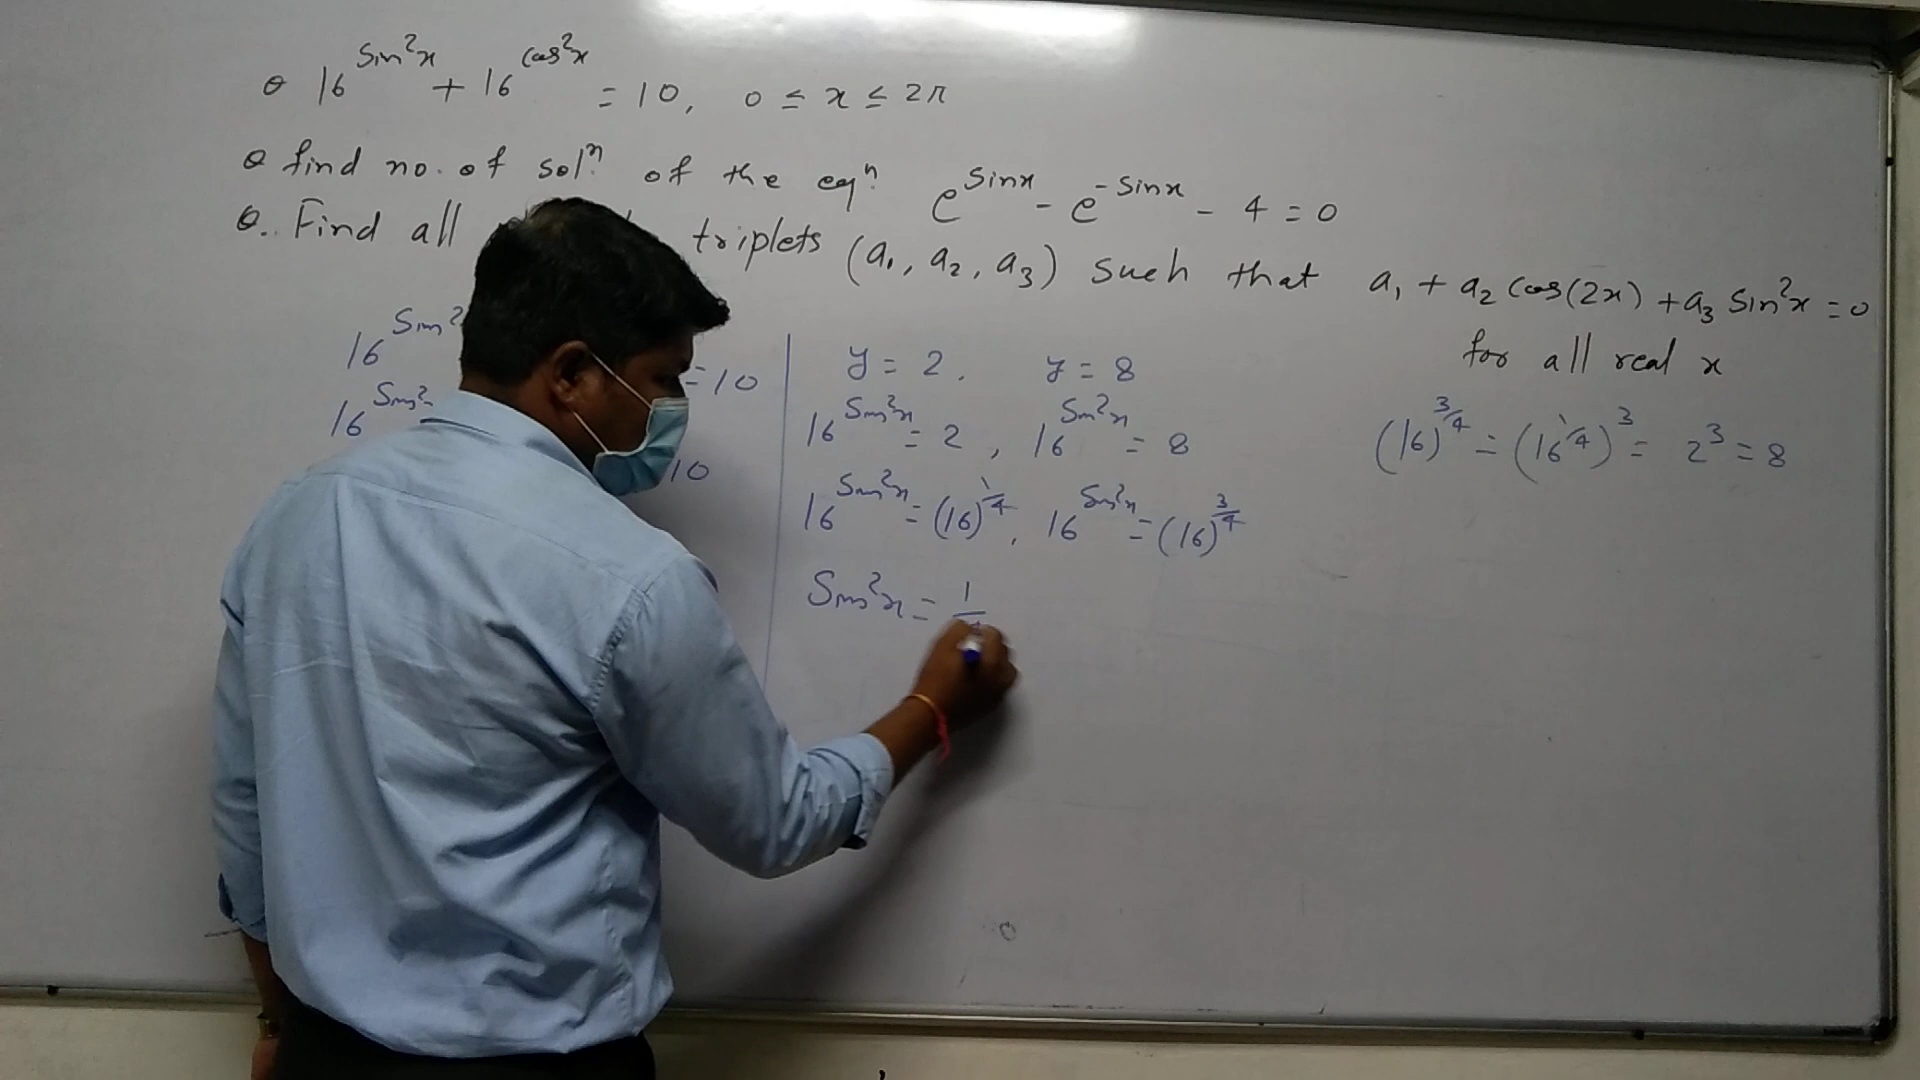 Q 16^{Sin²x} + 16^{cos²x} = 10, 0 ≤ x ≤ 2π
Q find no. of solⁿ. of the eqⁿ. e^{Sinx} - e^{-Sinx} - 4 = 0
Q. Find all triplets (a₁, a₂, a₃) such that a₁ + a₂ Cos(2x) + a₃ Sin²x = 0
for all real x
16^{Sin²
= 10
16^{Sin²
10
y = 2, y = 8
16^{Sin²x} = 2, 16^{Sin²x} = 8
16^{Sin²x} = (16)^{1/4}, 16^{Sin²x} = (16)^{3/4}
Sin²x = 1
(16)^{3/4} = (16^{1/4})³ = 2³ = 8